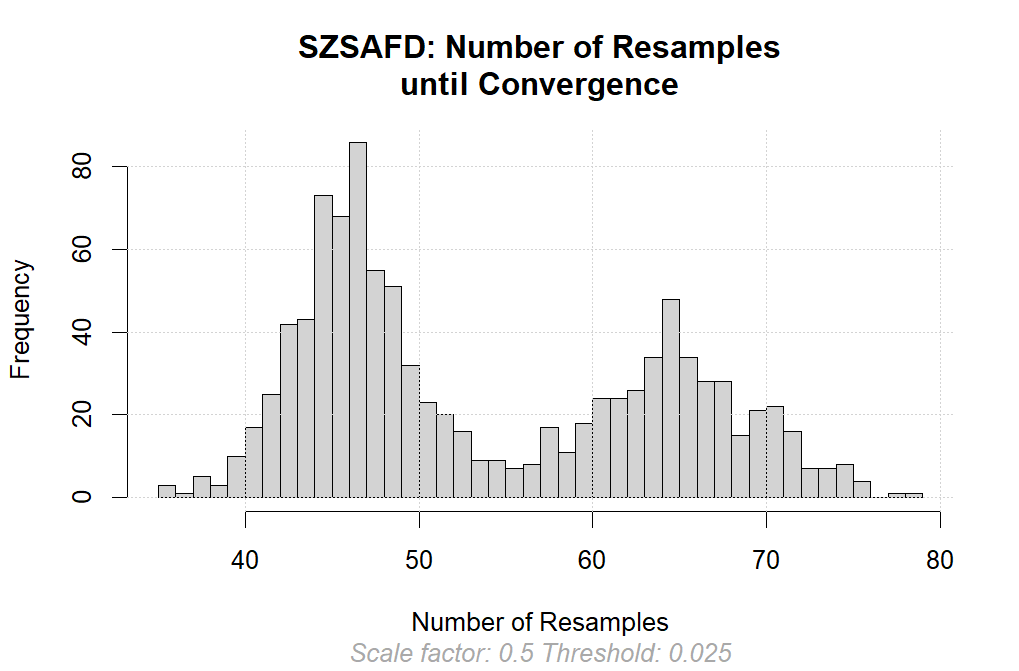 SZSAFD: Number of Resamples
until Convergence
Frequency
80
60
40
20
0
40 50 60 70 80
Number of Resamples
Scale factor: 0.5 Threshold: 0.025